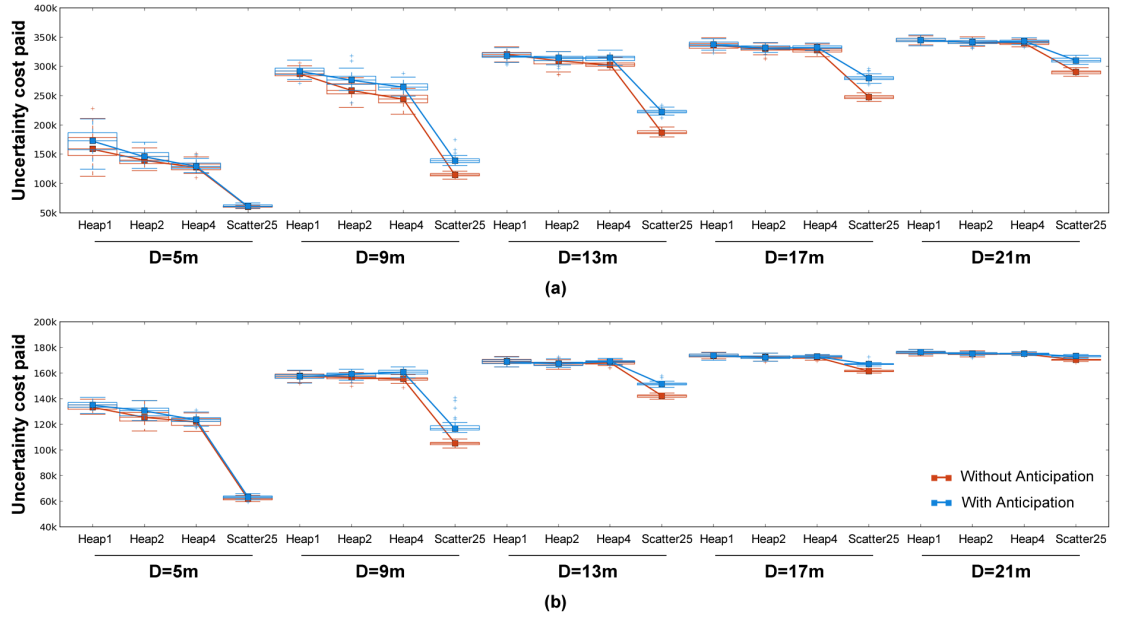 400k
350k
300k
250k
200k
150k
100k
50k
Uncertainty cost paid
Heap1 Heap2 Heap4 Scatter25 Heap1 Heap2 Heap4 Scatter25 Heap1 Heap2 Heap4 Scatter25 Heap1 Heap2 Heap4 Scatter25 Heap1 Heap2 Heap4 Scatter25
D=5m D=9m D=13m D=17m D=21m
(a)
200k
180k
160k
140k
120k
100k
80k
60k
40k
Uncertainty cost paid
Without Anticipation
With Anticipation
Heap1 Heap2 Heap4 Scatter25 Heap1 Heap2 Heap4 Scatter25 Heap1 Heap2 Heap4 Scatter25 Heap1 Heap2 Heap4 Scatter25 Heap1 Heap2 Heap4 Scatter25
D=5m D=9m D=13m D=17m D=21m
(b)